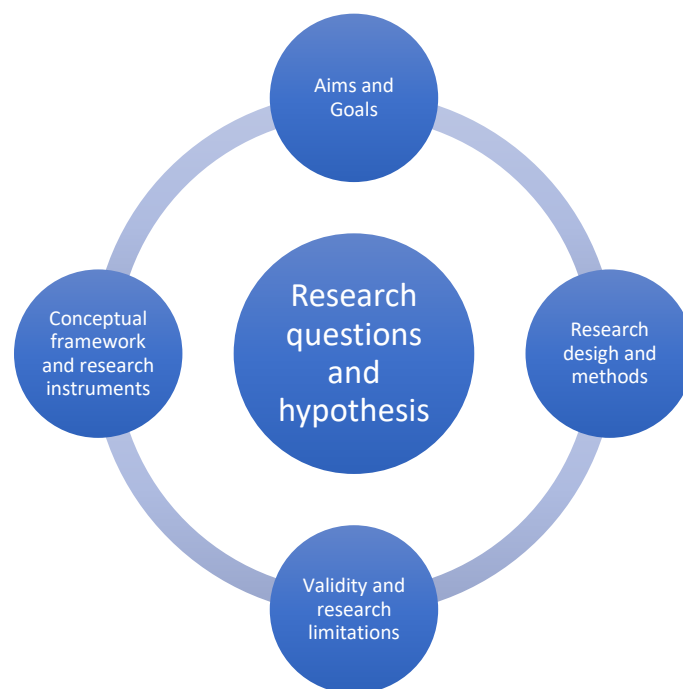 Aims and
Goals
Conceptual
framework
and research
instruments
Research
questions
and
hypothesis
Research
desigh and
methods
Validity and
research
limitations